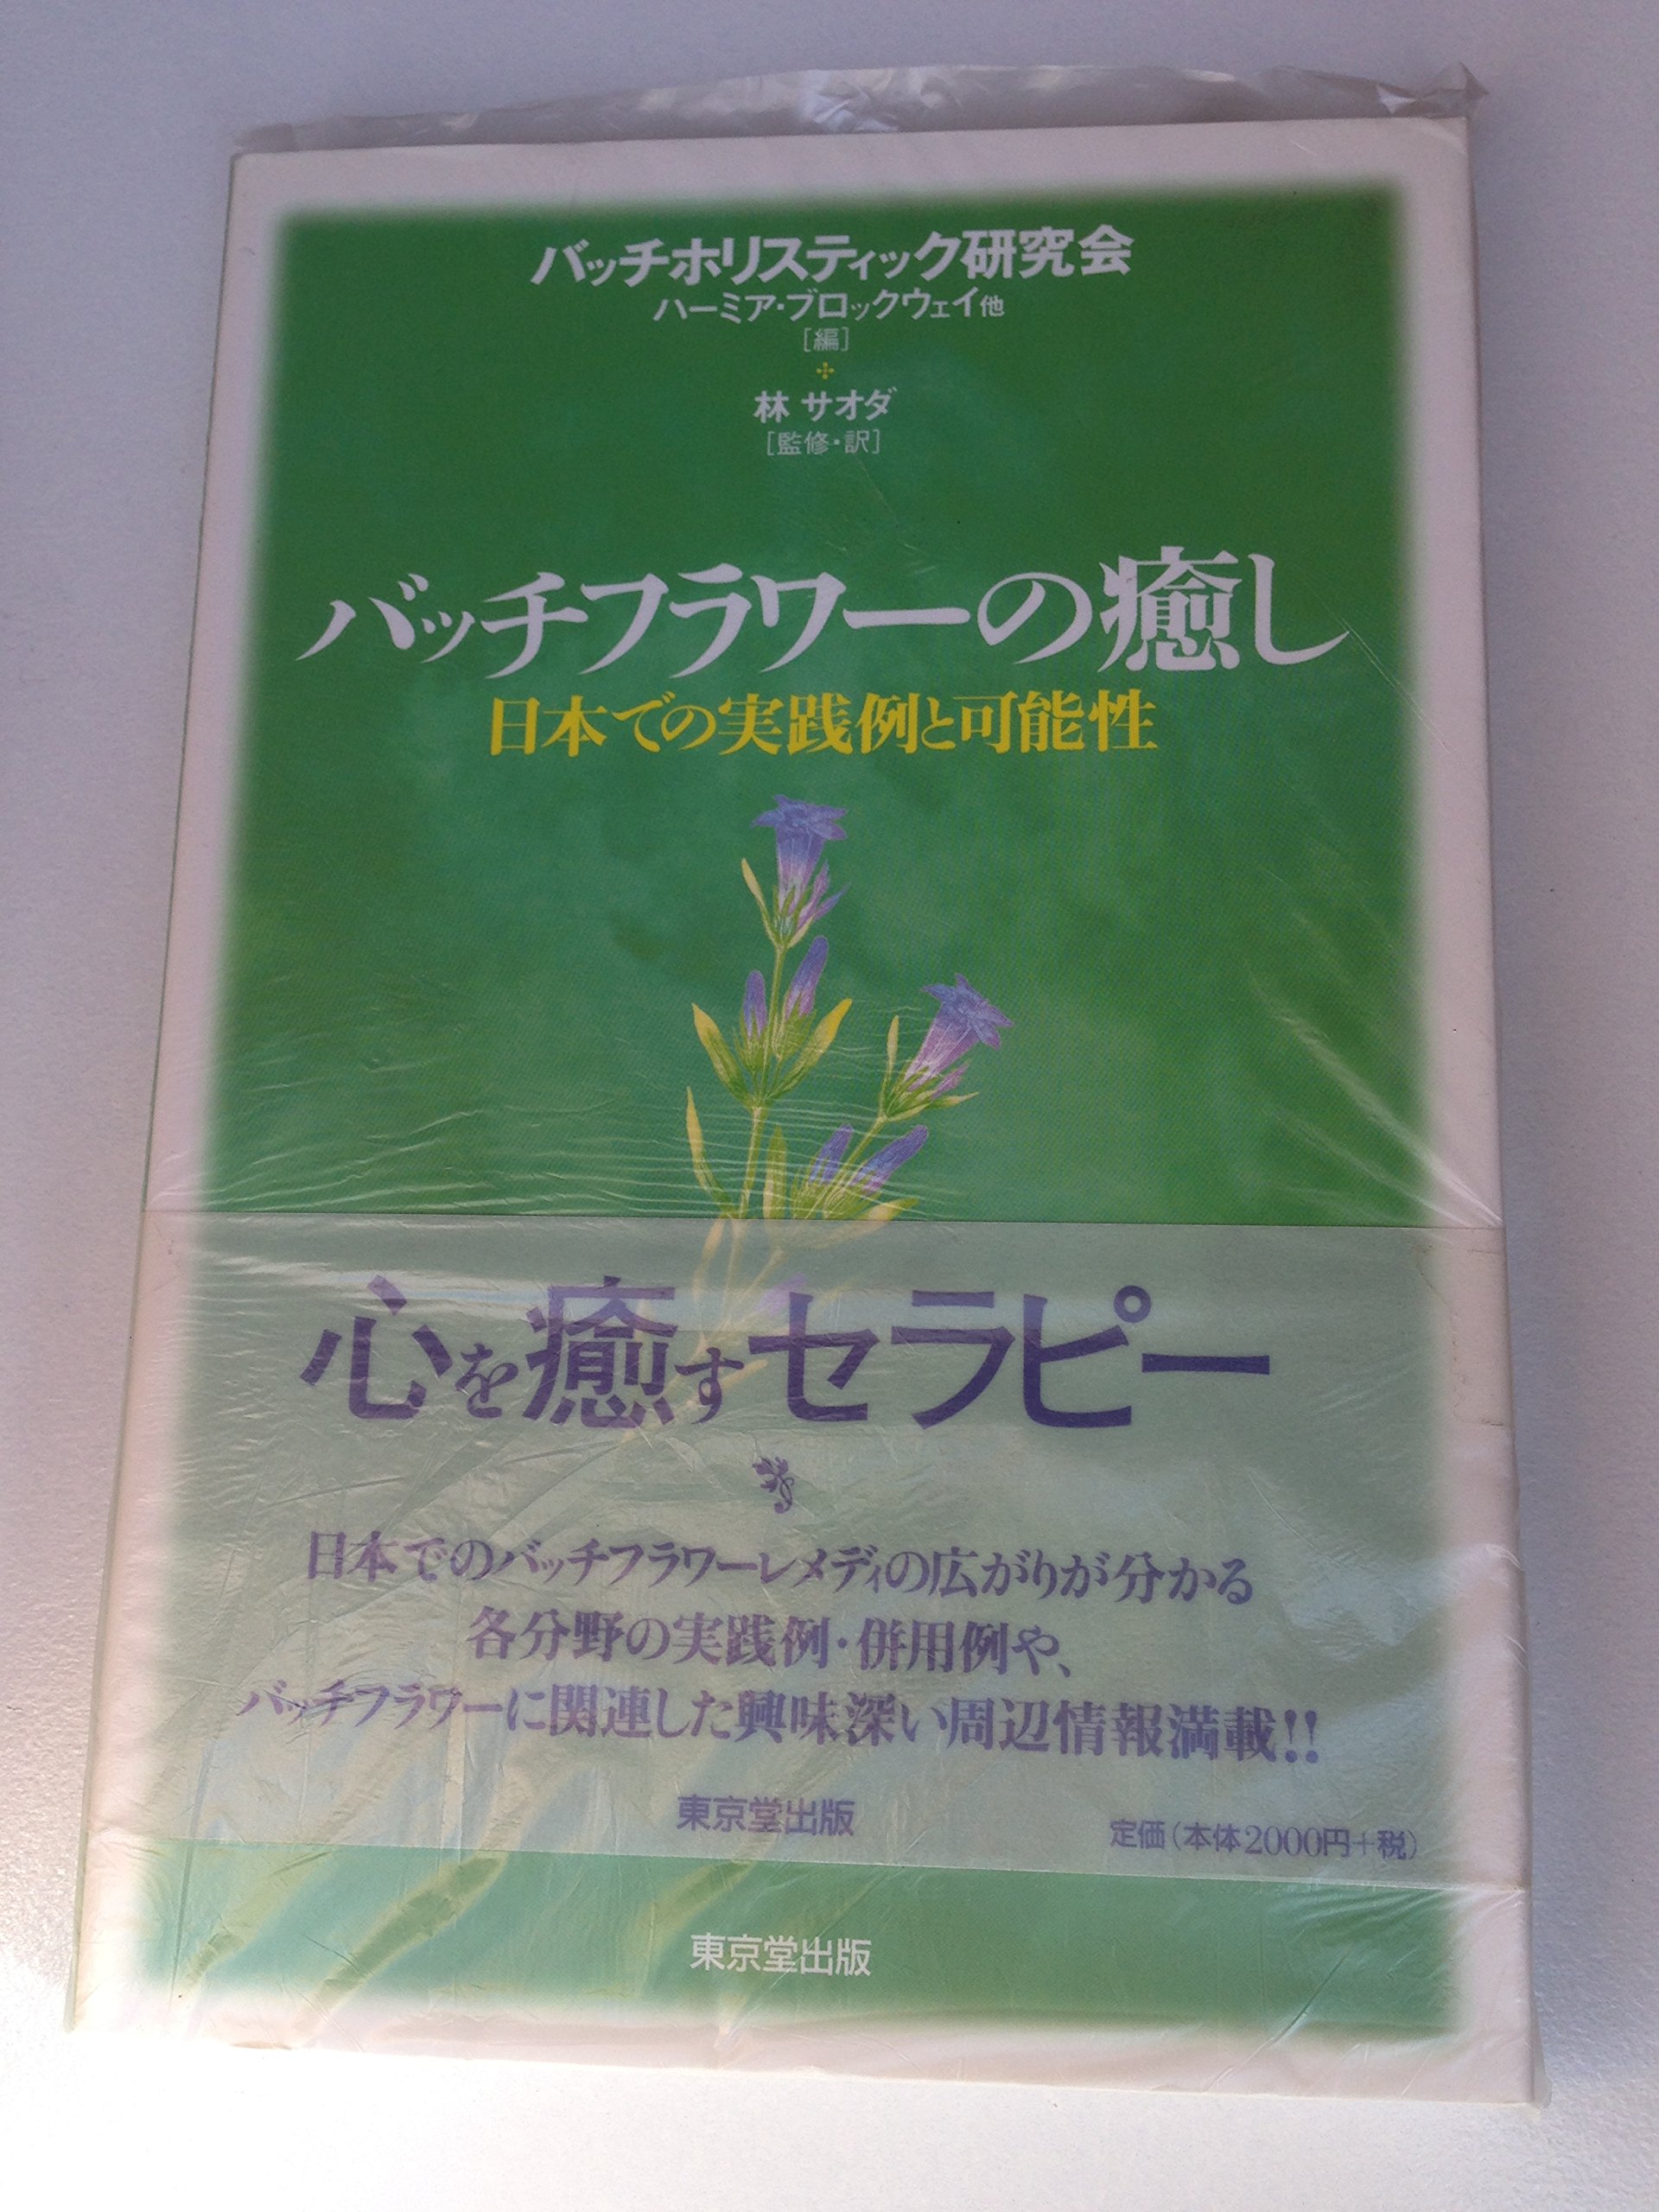 バッチホリスティック研究会
ハーミア・ブロックウェイ他
[編]
林 サオダ
[監修・訳]
バッチフラワーの癒し
日本での実践例と可能性
心を癒すセラピー
日本でのバッチフラワーレメディの広がりが分かる
各分野の実践例・併用例や、
バッチフラワーに関連した興味深い周辺情報満載!!
東京堂出版
定価(本体2000円+税)
東京堂出版